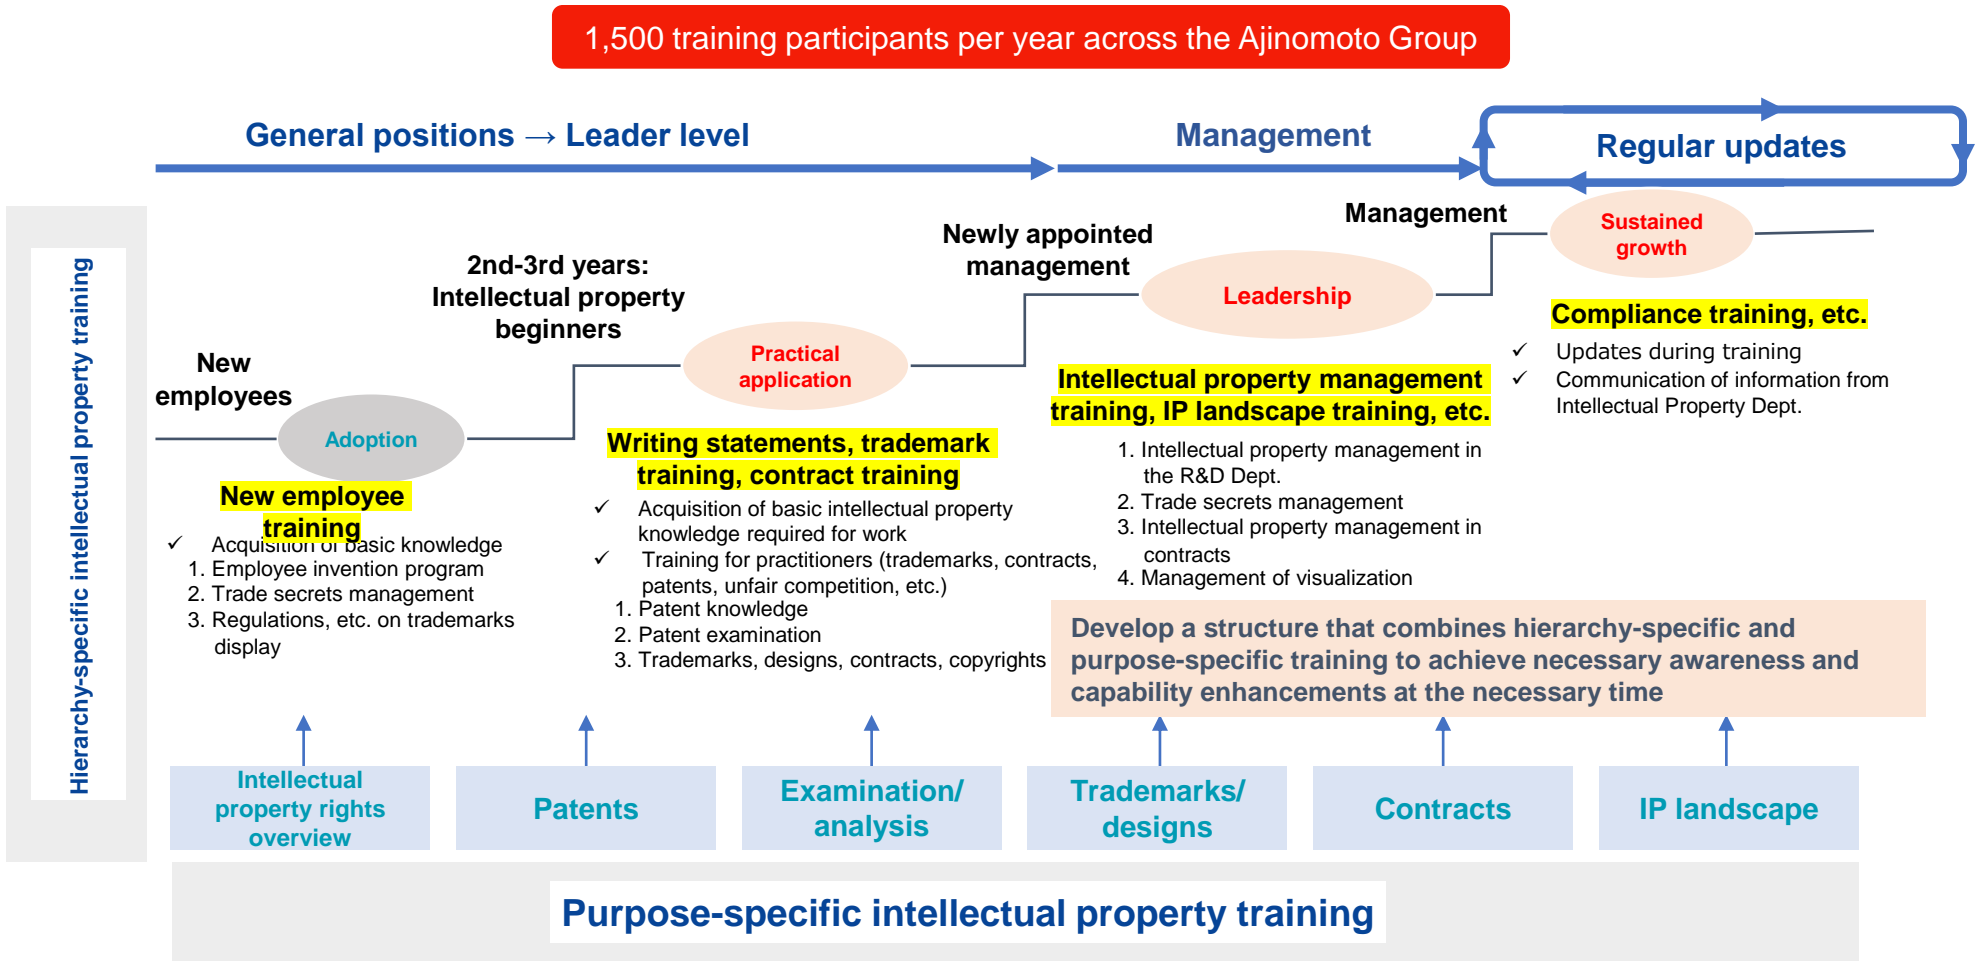 1,500 training participants per year across the Ajinomoto Group
General positions → Leader level
Management
Regular updates
Hierarchy-specific intellectual property training
New
employees
Adoption
New employee
training
✓ Acquisition of basic knowledge
1. Employee invention program
2. Trade secrets management
3. Regulations, etc. on trademarks
display
2nd-3rd years:
Intellectual property
beginners
Practical
application
Writing statements, trademark
training, contract training
✓ Acquisition of basic intellectual property
knowledge required for work
✓ Training for practitioners (trademarks, contracts,
patents, unfair competition, etc.)
1. Patent knowledge
2. Patent examination
3. Trademarks, designs, contracts, copyrights
Newly appointed
management
Leadership
Intellectual property management
training, IP landscape training, etc.
1. Intellectual property management in
the R&D Dept.
2. Trade secrets management
3. Intellectual property management in
contracts
4. Management of visualization
Management
Sustained
growth
Compliance training, etc.
✓ Updates during training
✓ Communication of information from
Intellectual Property Dept.
Develop a structure that combines hierarchy-specific and
purpose-specific training to achieve necessary awareness and
capability enhancements at the necessary time
Intellectual
property rights
overview
Patents
Examination/
analysis
Trademarks/
designs
Contracts
IP landscape
Purpose-specific intellectual property training